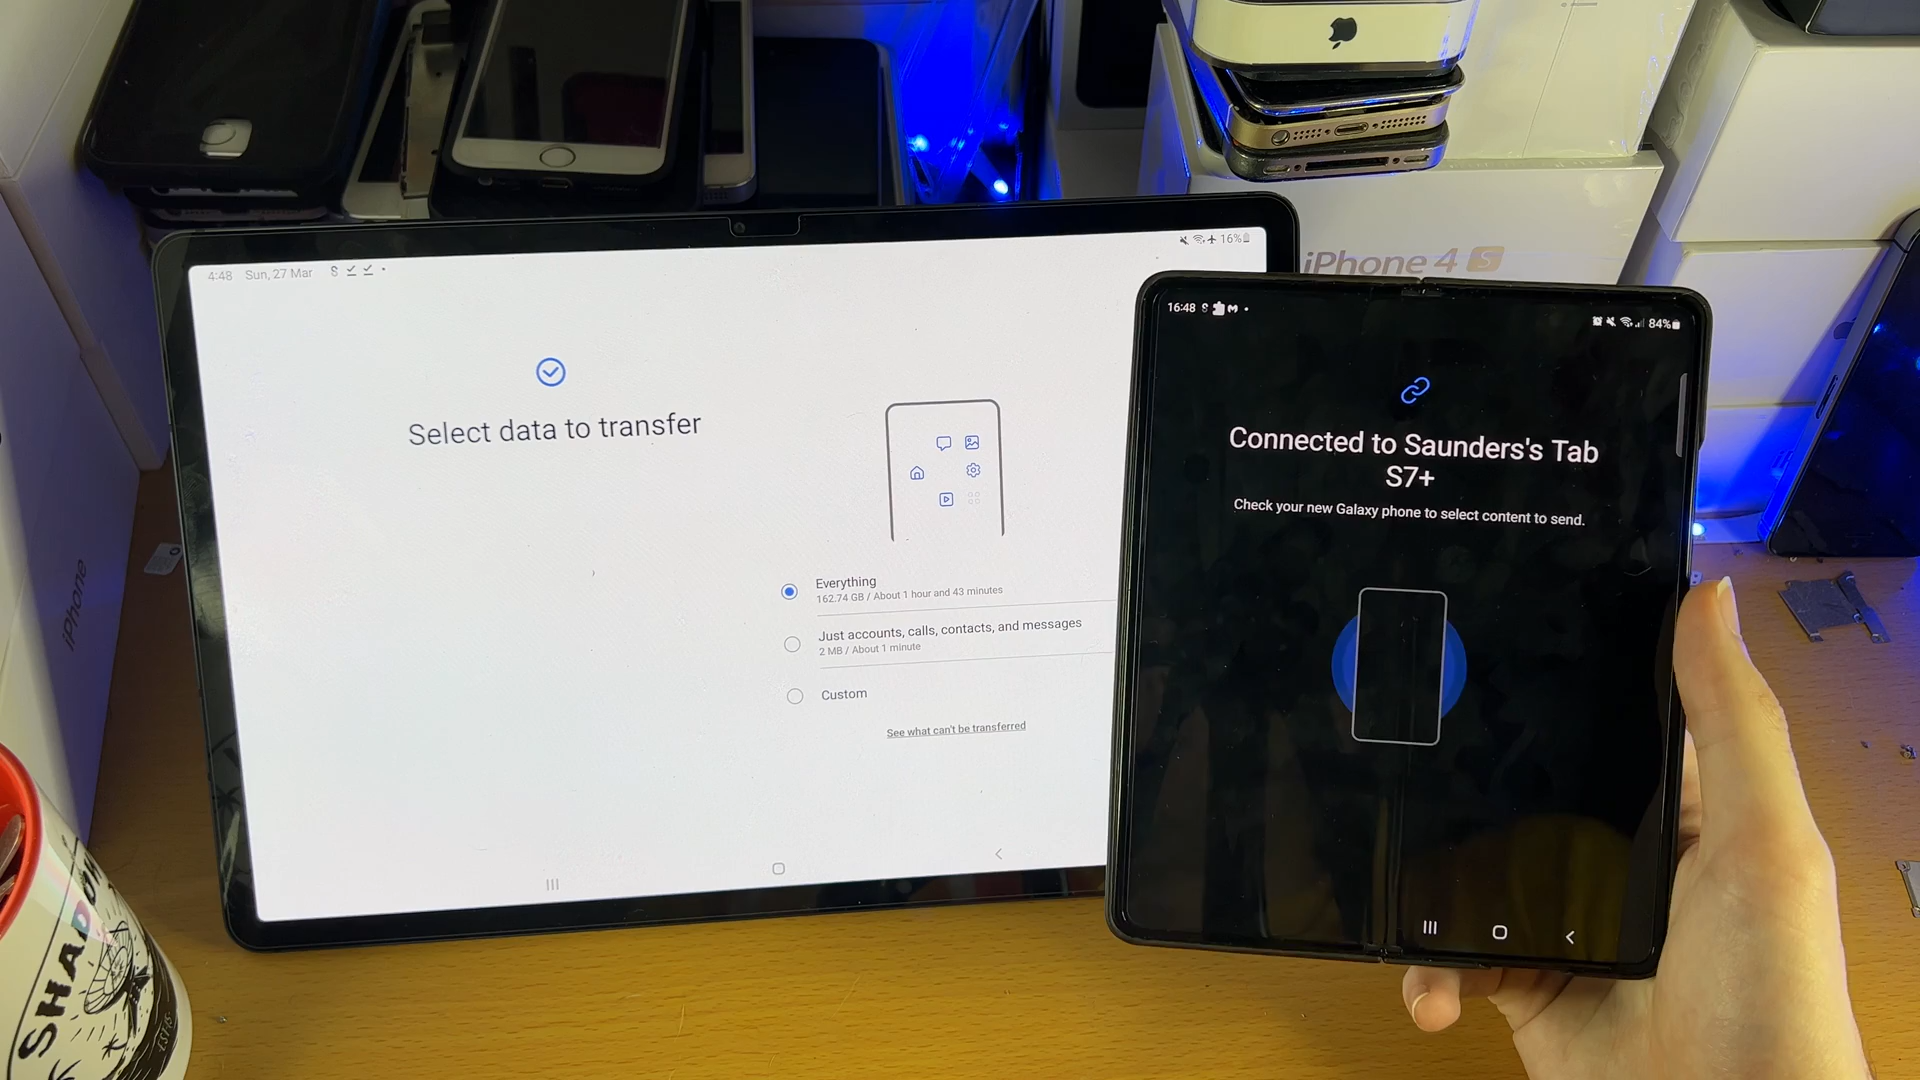 iPhone 4 S
4:48 Sun, 27 Mar
16%
Select data to transfer
Everything
162.74 GB / About 1 hour and 43 minutes
Just accounts, calls, contacts, and messages
2 MB / About 1 minute
Custom
See what can't be transferred
16:48
84%
Connected to Saunders's Tab
S7+
Check your new Galaxy phone to select content to send.
iPhone